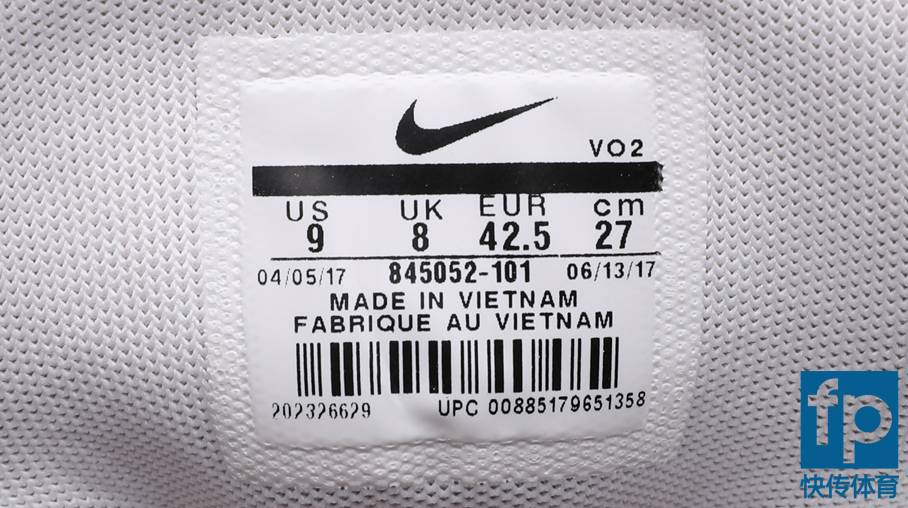 VO2
US UK EUR cm
9 8 42.5 27
04/05/17 845052-101 06/13/17
MADE IN VIETNAM
FABRIQUE AU VIETNAM
202326629 UPC 00885179651358
fp
快传体育